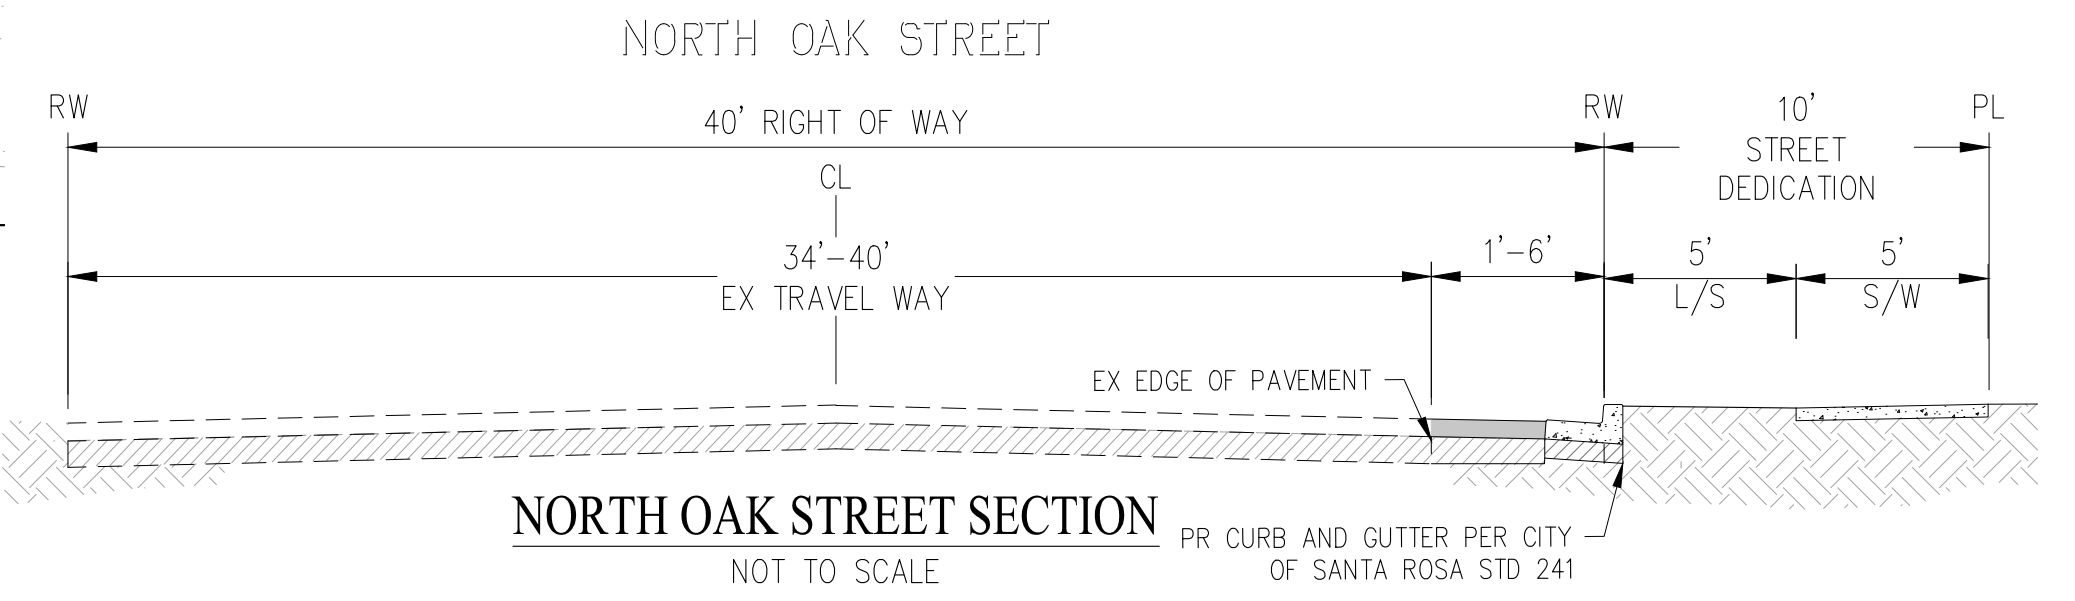 NORTH OAK STREET
RW
40' RIGHT OF WAY
RW
10'
STREET
DEDICATION
PL
CL
34'-40'
EX TRAVEL WAY
1'-6'
5'
L/S
5'
S/W
EX EDGE OF PAVEMENT
NORTH OAK STREET SECTION
NOT TO SCALE
PR CURB AND GUTTER PER CITY
OF SANTA ROSA STD 241